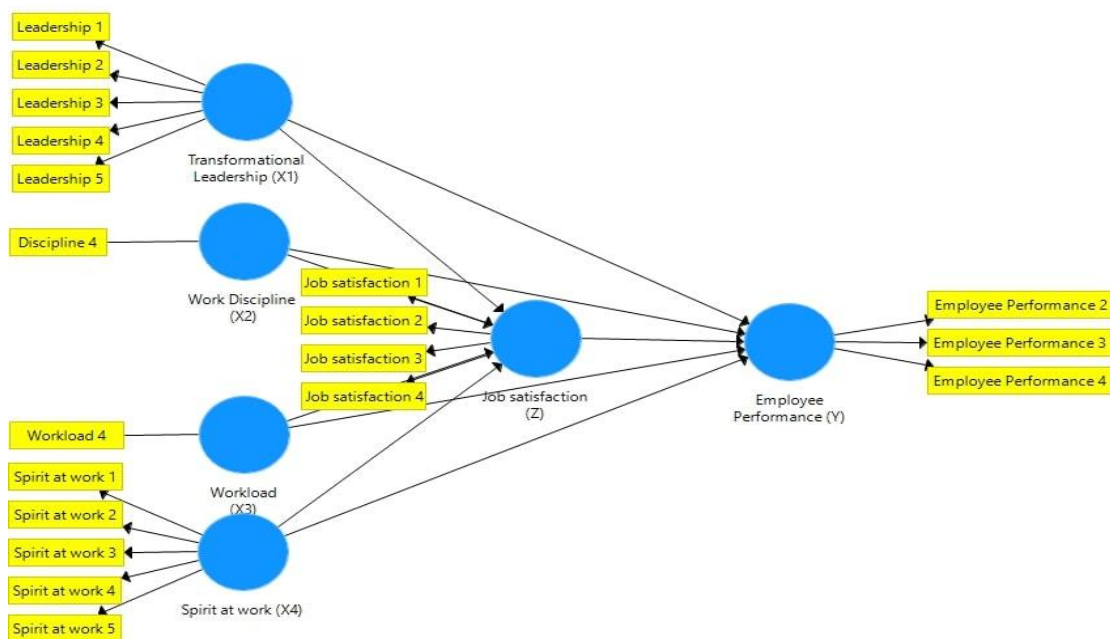 Leadership 1
Leadership 2
Leadership 3
Leadership 4
Leadership 5
Transformational
Leadership (X1)
Discipline 4
Work Discipline
(X2)
Job satisfaction 1
Job satisfaction 2
Job satisfaction 3
Job satisfaction 4
Job satisfaction
(Z)
Employee Performance 2
Employee Performance 3
Employee Performance 4
Employee
Performance (Y)
Workload 4
Workload
(X3)
Spirit at work 1
Spirit at work 2
Spirit at work 3
Spirit at work 4
Spirit at work 5
Spirit at work (X4)